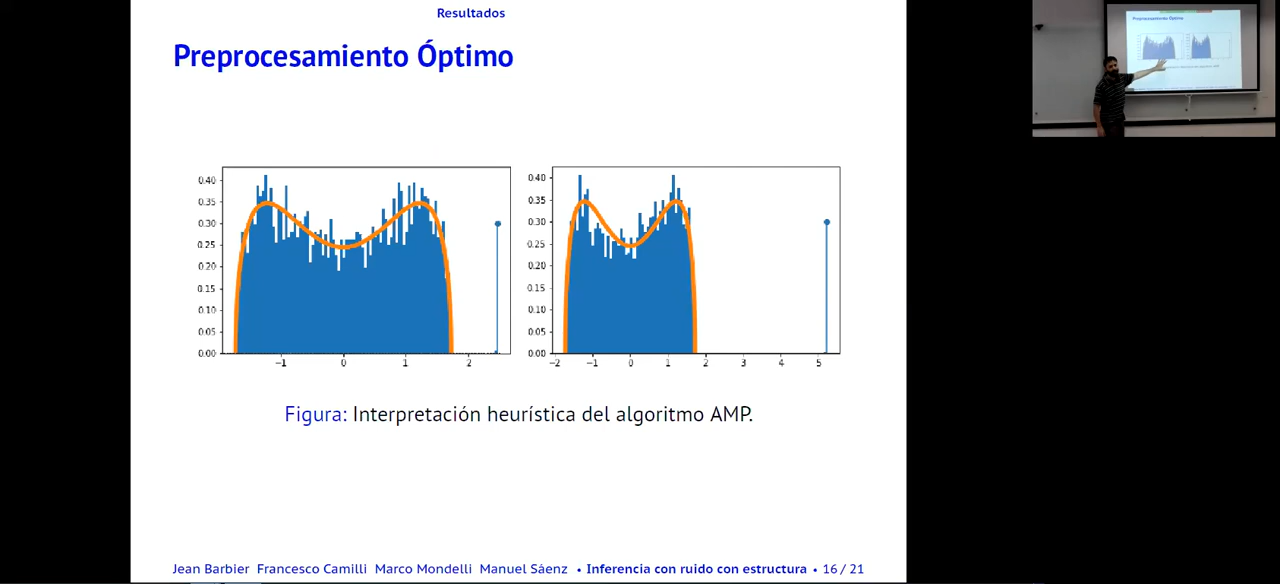 Resultados
Preprocesamiento Óptimo
0.40
0.35
0.30
0.25
0.20
0.15
0.10
0.05
0.00
−1 0 1 2
0.40
0.35
0.30
0.25
0.20
0.15
0.10
0.05
0.00
−2 −1 0 1 2 3 4 5
Figura: Interpretación heurística del algoritmo AMP.
Jean Barbier Francesco Camilli Marco Mondelli Manuel Sáenz • Inferencia con ruido con estructura • 16 / 21
Preprocesamiento Óptimo